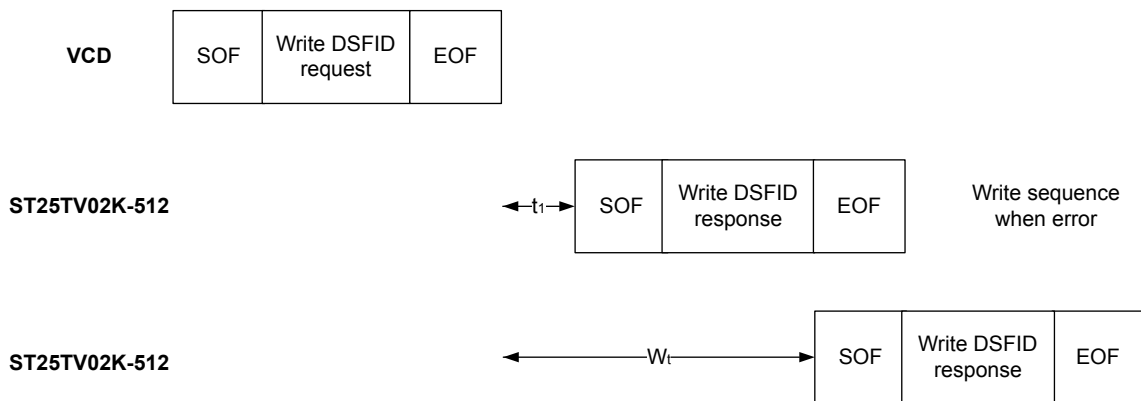 VCD
SOF
Write DSFID
request
EOF
ST25TV02K-512
t1
SOF
Write DSFID
response
EOF
Write sequence
when error
ST25TV02K-512
Wt
SOF
Write DSFID
response
EOF